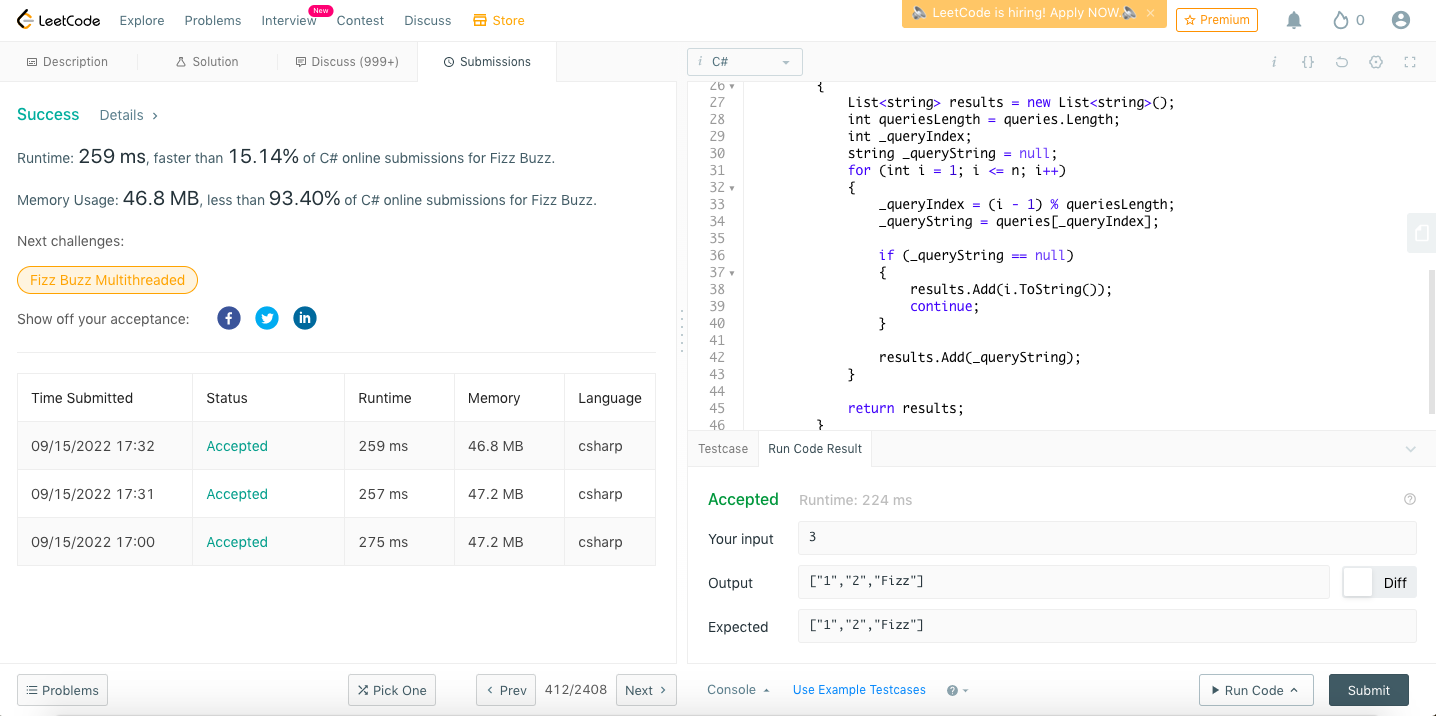 LeetCode Explore Problems Interview New Contest Discuss Store LeetCode is hiring! Apply NOW. × Premium 0
Description Solution Discuss (999+) Submissions
Success Details >
Runtime: 259 ms, faster than 15.14% of C# online submissions for Fizz Buzz.
Memory Usage: 46.8 MB, less than 93.40% of C# online submissions for Fizz Buzz.
Next challenges:
Fizz Buzz Multithreaded
Show off your acceptance:
Time Submitted Status Runtime Memory Language
09/15/2022 17:32 Accepted 259 ms 46.8 MB csharp
09/15/2022 17:31 Accepted 257 ms 47.2 MB csharp
09/15/2022 17:00 Accepted 275 ms 47.2 MB csharp
Problems Pick One < Prev 412/2408 Next >
i C# i {}
26 {
27 List<string> results = new List<string>();
28 int queriesLength = queries.Length;
29 int _queryIndex;
30 string _queryString = null;
31 for (int i = 1; i <= n; i++)
32 {
33 _queryIndex = (i - 1) % queriesLength;
34 _queryString = queries[_queryIndex];
35
36 if (_queryString == null)
37 {
38 results.Add(i.ToString());
39 continue;
40 }
41
42 results.Add(_queryString);
43 }
44
45 return results;
46 }
Testcase Run Code Result
Accepted Runtime: 224 ms
Your input 3
Output ["1","2","Fizz"] Diff
Expected ["1","2","Fizz"]
Console Use Example Testcases ? Run Code Submit